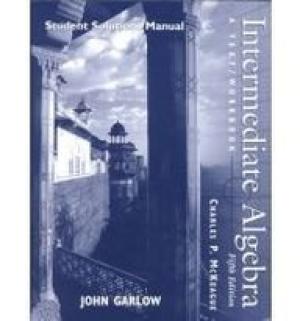 Student Solutions Manual
Intermediate Algebra
A TEXT/WORKBOOK
Fifth Edition
CHARLES P. MCKEAGUE
JOHN GARLOW